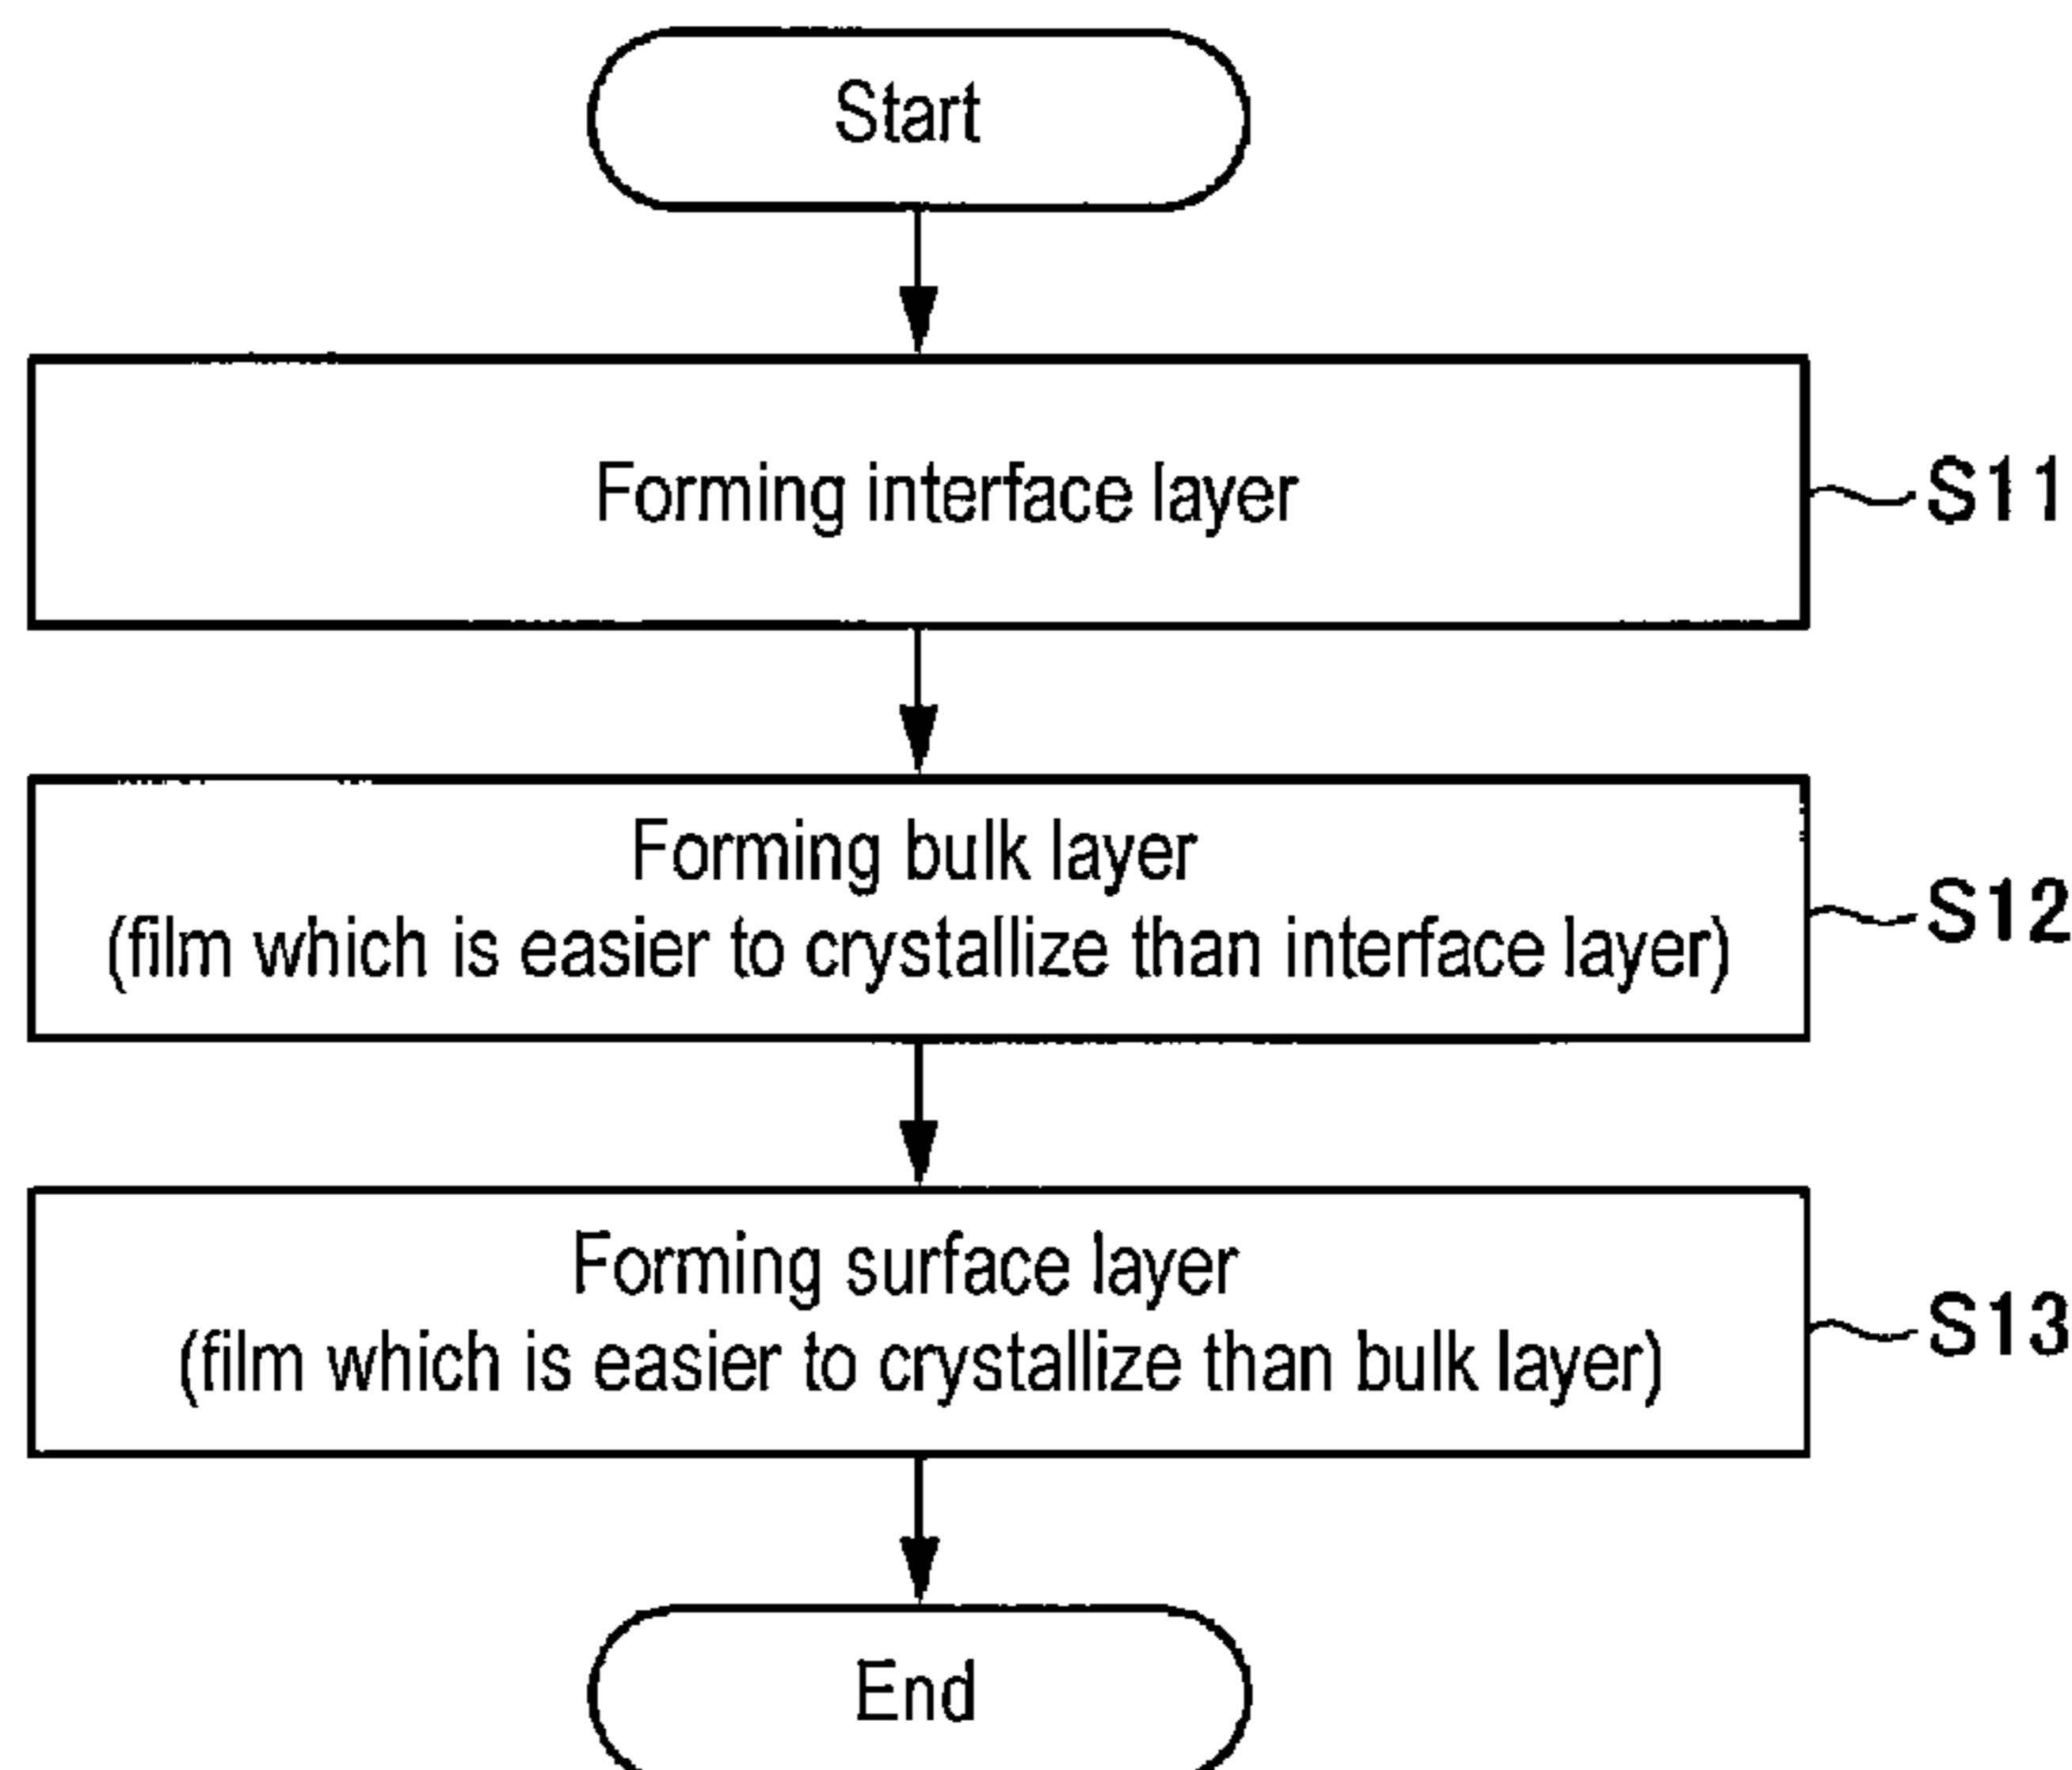 Start
Forming interface layer
S11
Forming bulk layer
(film which is easier to crystallize than interface layer)
S12
Forming surface layer
(film which is easier to crystallize than bulk layer)
S13
End